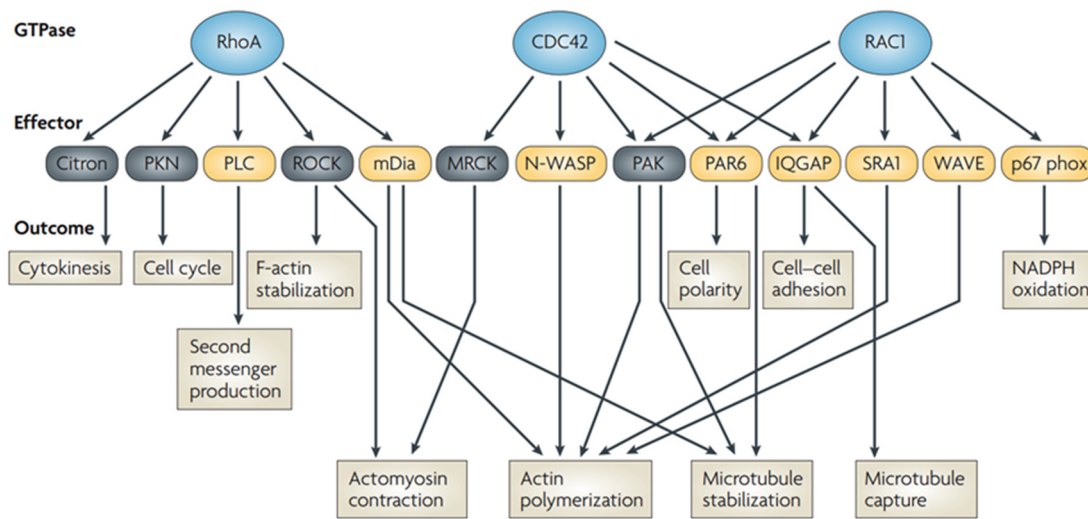 GTPase
RhoA
CDC42
RAC1
Effector
Citron
PKN
PLC
ROCK
mDia
MRCK
N-WASP
PAK
PAR6
IQGAP
SRA1
WAVE
p67 phox
Outcome
Cytokinesis
Cell cycle
F-actin
stabilization
Cell
polarity
Cell–cell
adhesion
NADPH
oxidation
Second
messenger
production
Actomyosin
contraction
Actin
polymerization
Microtubule
stabilization
Microtubule
capture